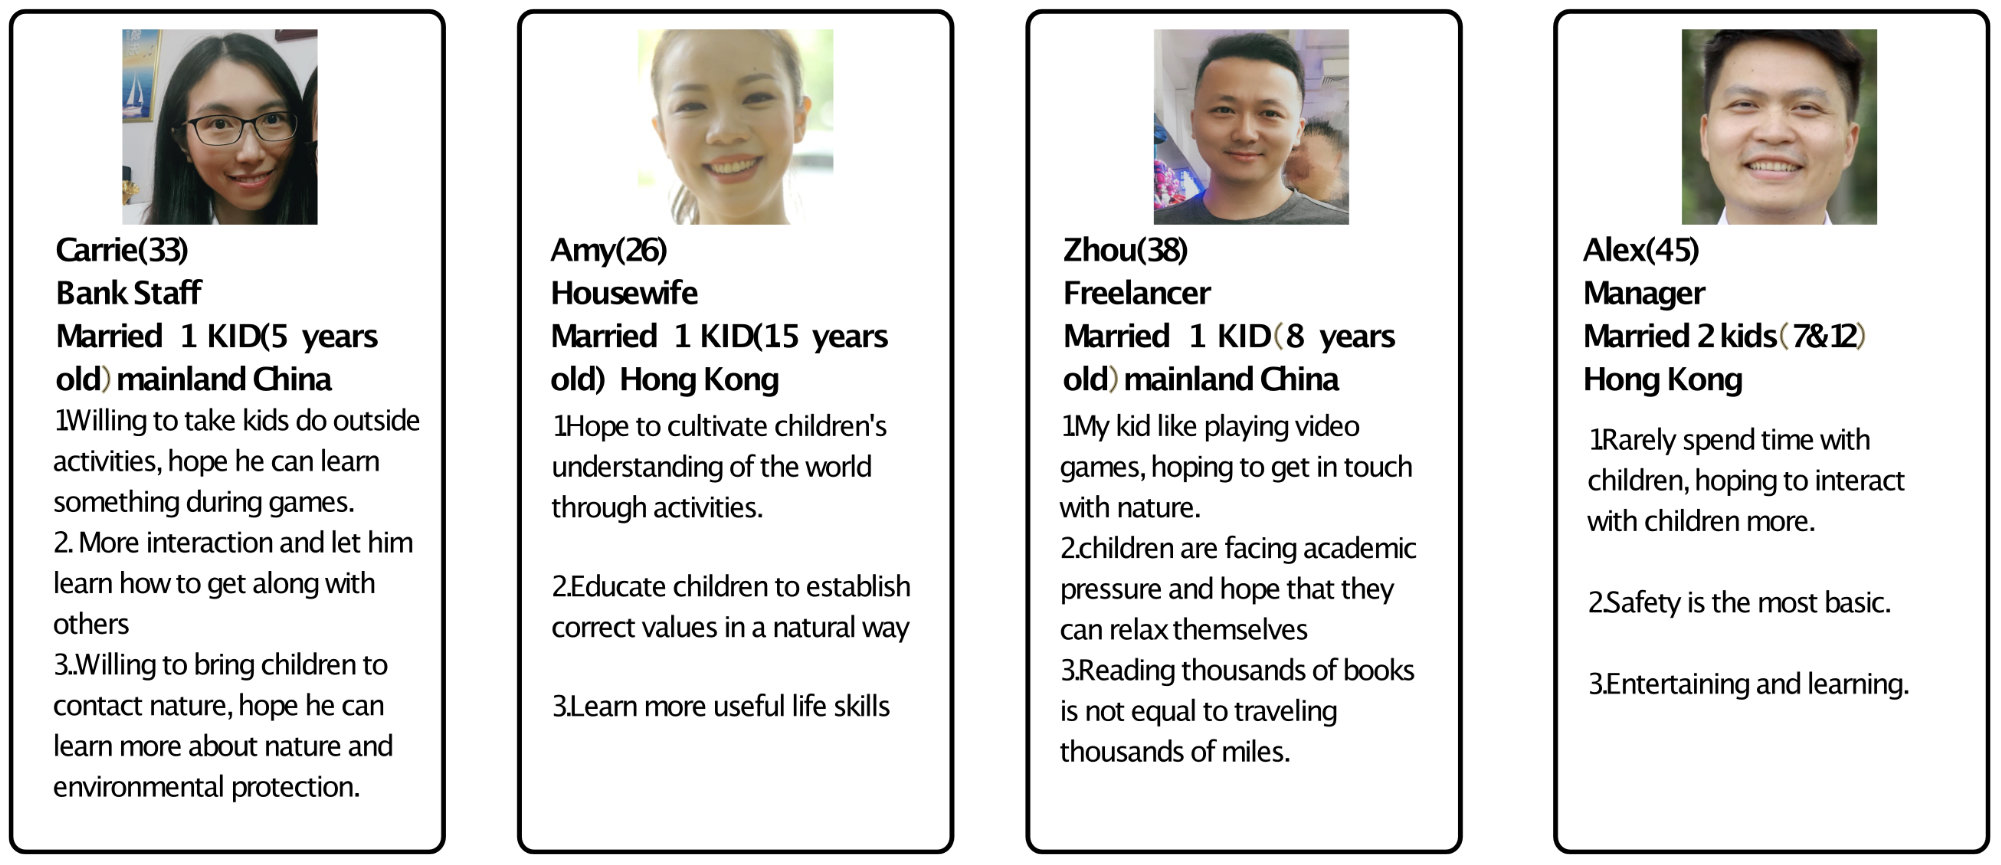 Carrie(33)
Bank Staff
Married 1 KID(5 years
old）mainland China
1.Willing to take kids do outside
activities, hope he can learn
something during games.
2. More interaction and let him
learn how to get along with
others
3..Willing to bring children to
contact nature, hope he can
learn more about nature and
environmental protection.
Amy(26)
Housewife
Married 1 KID(15 years
old) Hong Kong
1.Hope to cultivate children's
understanding of the world
through activities.
2.Educate children to establish
correct values in a natural way
3.Learn more useful life skills
Zhou(38)
Freelancer
Married 1 KID（8 years
old）mainland China
1.My kid like playing video
games, hoping to get in touch
with nature.
2.children are facing academic
pressure and hope that they
can relax themselves
3.Reading thousands of books
is not equal to traveling
thousands of miles.
Alex(45)
Manager
Married 2 kids（7&12）
Hong Kong
1.Rarely spend time with
children, hoping to interact
with children more.
2.Safety is the most basic.
3.Entertaining and learning.